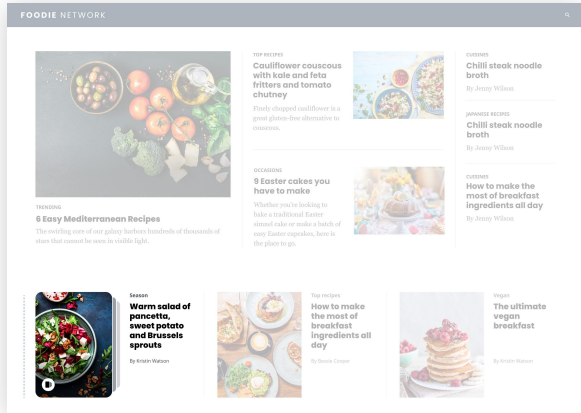 FOODIE NETWORK
TOP RECIPES
Cauliflower couscous
with kale and feta
fritters and tomato
chutney
Finely chopped cauliflower is a
great gluten-free alternative to
couscous.
CUISINES
Chilli steak noodle
broth
By Jenny Wilson
JAPANESE RECIPES
Chilli steak noodle
broth
By Jenny Wilson
OCCASIONS
9 Easter cakes you
have to make
Whether you're looking to
bake a traditional Easter
simnel cake or make a batch of
easy Easter cupcakes, here is
the place to go.
CUISINES
How to make the
most of breakfast
ingredients all day
By Jenny Wilson
TRENDING
6 Easy Mediterranean Recipes
The swirling core of our galaxy harbors hundreds of thousands of
stars that cannot be seen in visible light.
Season
Warm salad of
pancetta,
sweet potato
and Brussels
sprouts
By Kristin Watson
Top recipes
How to make
the most of
breakfast
ingredients all
day
By Bessie Cooper
Vegan
The ultimate
vegan
breakfast
By Kristin Watson